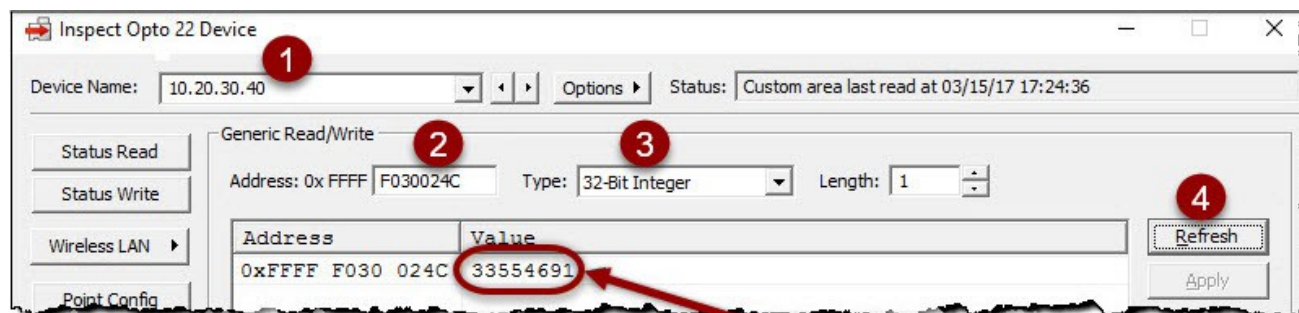 Inspect Opto 22 Device
1
Device Name: 10.20.30.40 Options Status: Custom area last read at 03/15/17 17:24:36
Generic Read/Write
Status Read
2 3
Address: 0x FFFF F030024C Type: 32-Bit Integer Length: 1
Status Write
4
Address Value
Refresh
Wireless LAN
0xFFFF F030 024C 33554691
Apply
Point Config